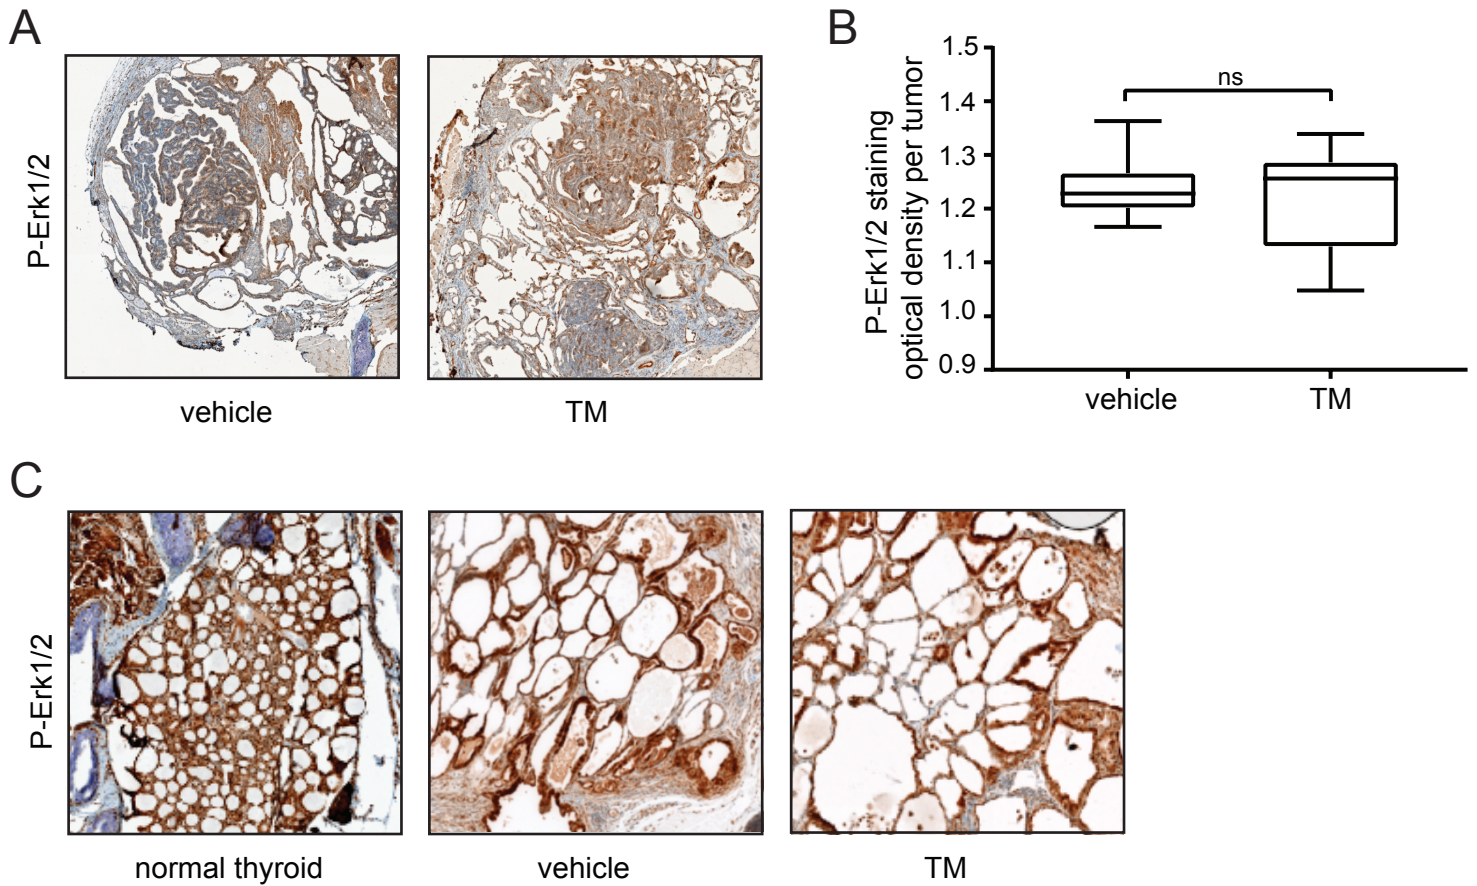 A
P-Erk1/2
vehicle
TM
B
P-Erk1/2 staining
optical density per tumor
1.5
1.4
1.3
1.2
1.1
1.0
0.9
ns
vehicle
TM
C
P-Erk1/2
normal thyroid
vehicle
TM